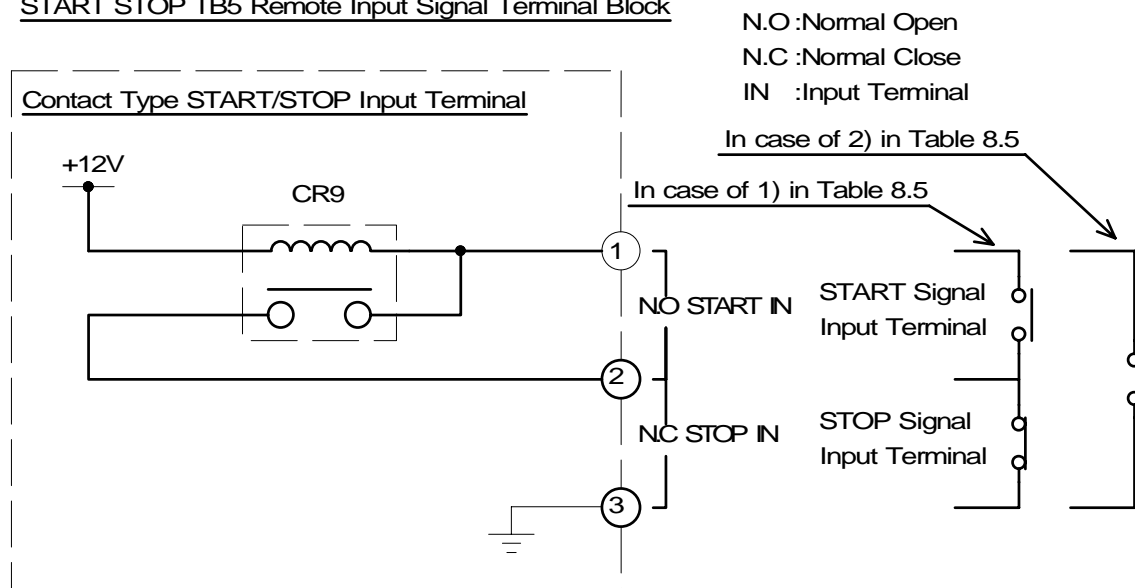 START STOP TB5 Remote Input Signal Terminal Block
N.O :Normal Open
N.C :Normal Close
IN :Input Terminal
Contact Type START/STOP Input Terminal
In case of 2) in Table 8.5
+12V
In case of 1) in Table 8.5
CR9
1
N.O START IN
START Signal
Input Terminal
2
N.C STOP IN
STOP Signal
Input Terminal
3